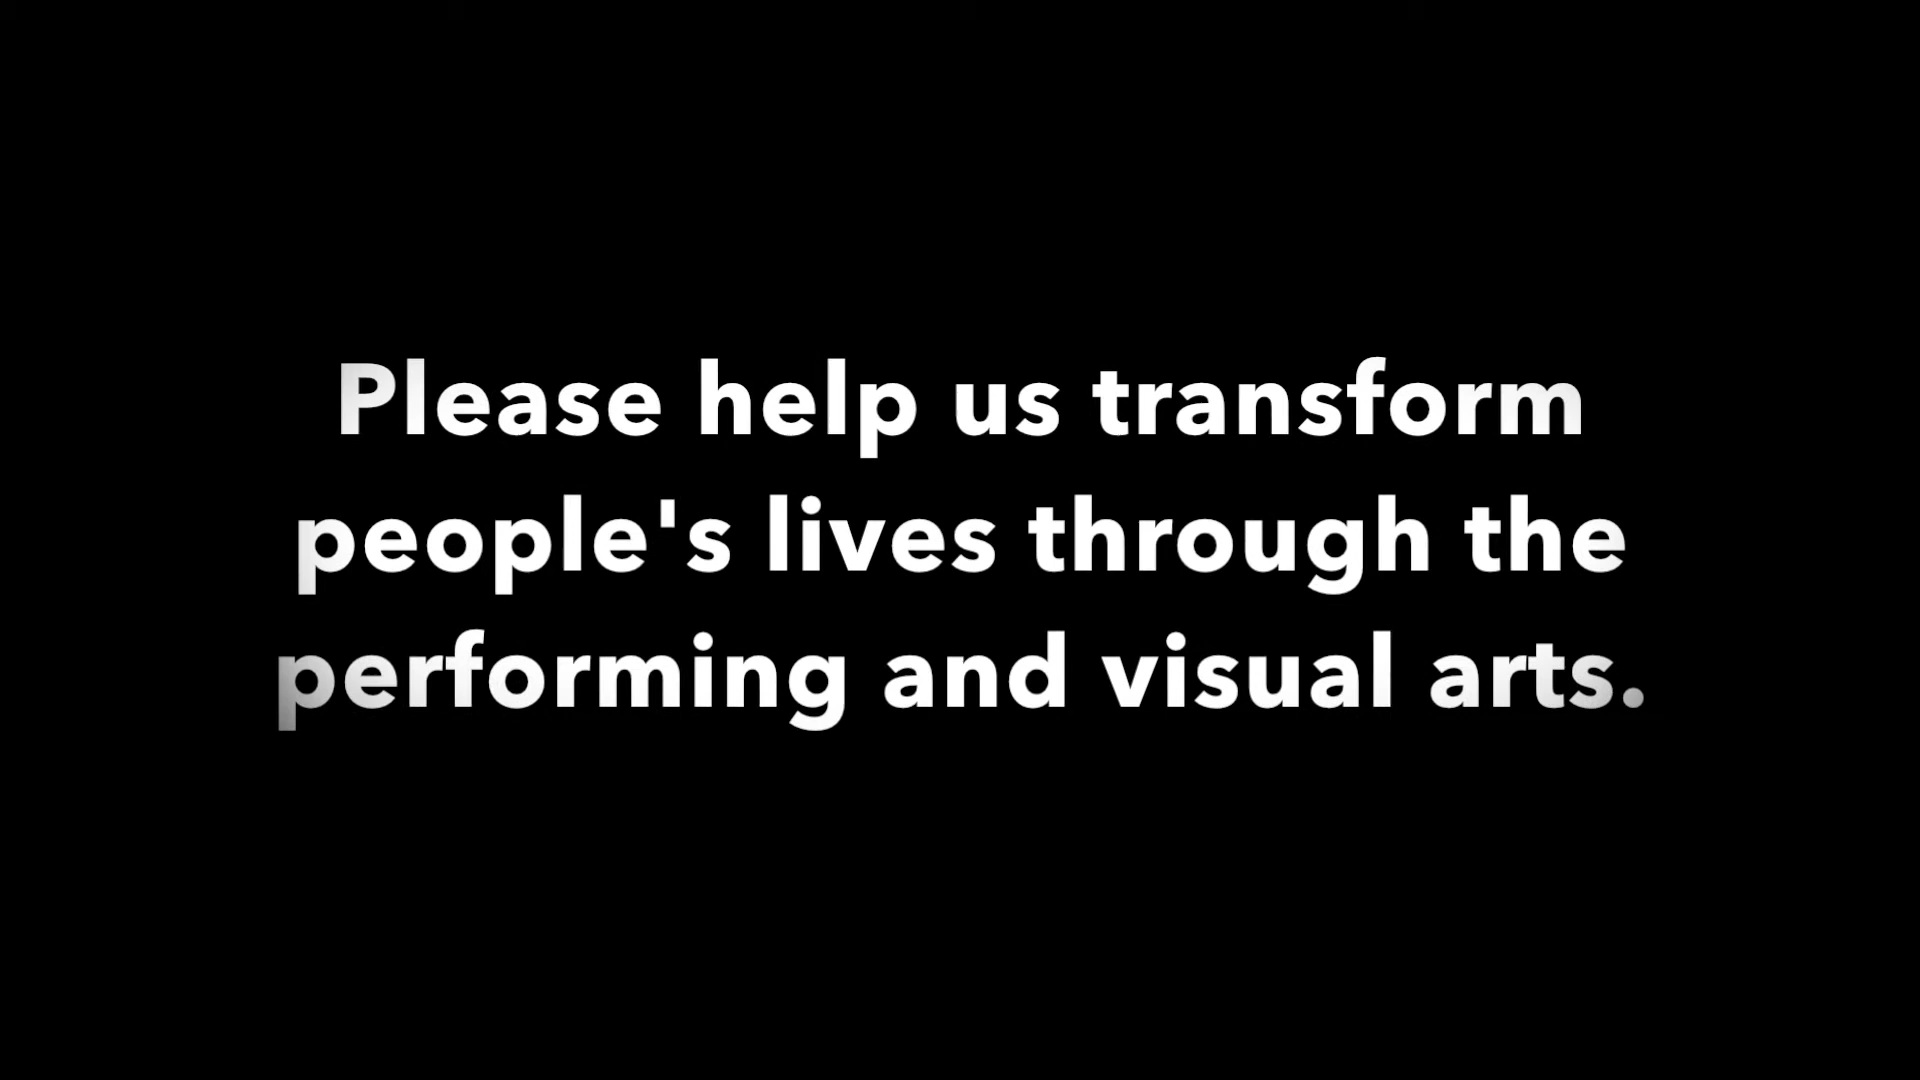 Please help us transform
people's lives through the
performing and visual arts.